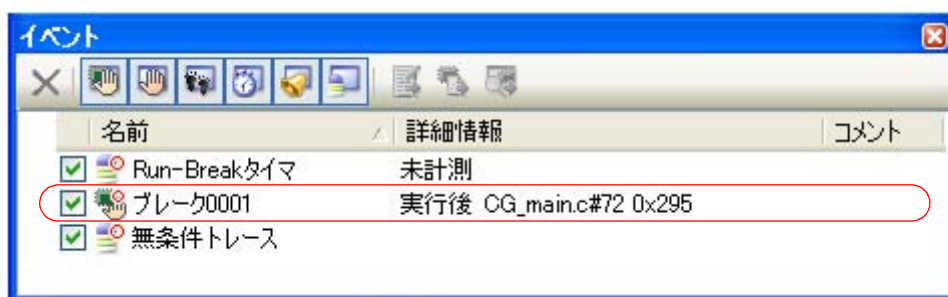 イベント
名前 詳細情報 コメント
Run-Breakタイマ 未計測
ブレーク0001 実行後 CG_main.c#72 0x295
無条件トレース